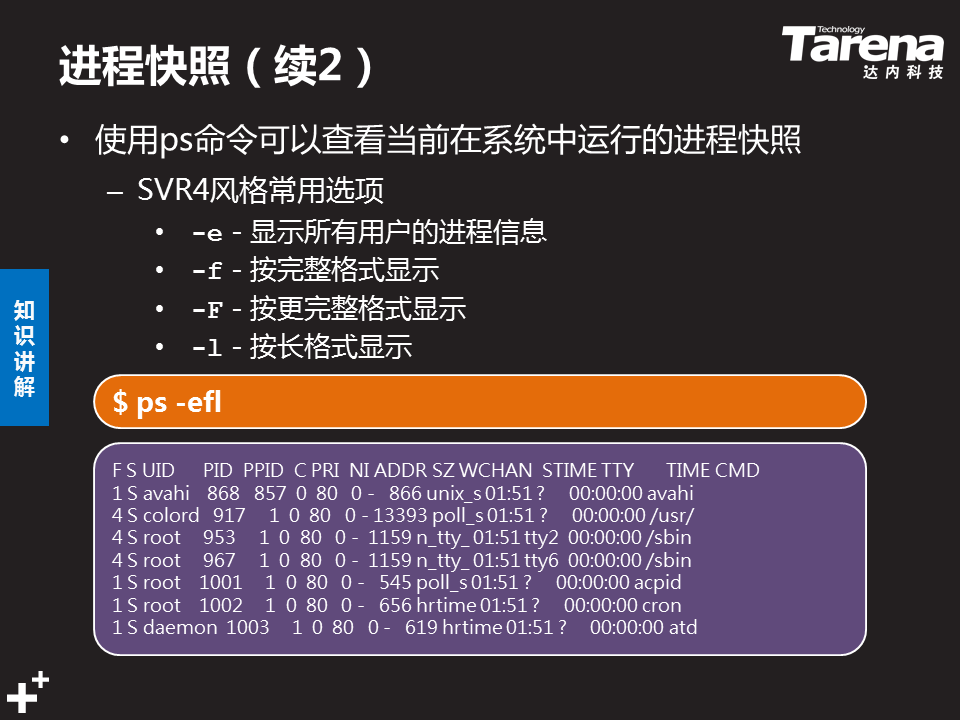 进程快照（续2）
Technology
Tarena
达内科技
• 使用ps命令可以查看当前在系统中运行的进程快照
– SVR4风格常用选项
• -e - 显示所有用户的进程信息
• -f - 按完整格式显示
• -F - 按更完整格式显示
• -l - 按长格式显示
知识讲解
$ ps -efl
F S UID PID PPID C PRI NI ADDR SZ WCHAN STIME TTY TIME CMD
1 S avahi 868 857 0 80 0 - 866 unix_s 01:51 ? 00:00:00 avahi
4 S colord 917 1 0 80 0 - 13393 poll_s 01:51 ? 00:00:00 /usr/
4 S root 953 1 0 80 0 - 1159 n_tty_ 01:51 tty2 00:00:00 /sbin
4 S root 967 1 0 80 0 - 1159 n_tty_ 01:51 tty6 00:00:00 /sbin
1 S root 1001 1 0 80 0 - 545 poll_s 01:51 ? 00:00:00 acpid
1 S root 1002 1 0 80 0 - 656 hrtime 01:51 ? 00:00:00 cron
1 S daemon 1003 1 0 80 0 - 619 hrtime 01:51 ? 00:00:00 atd